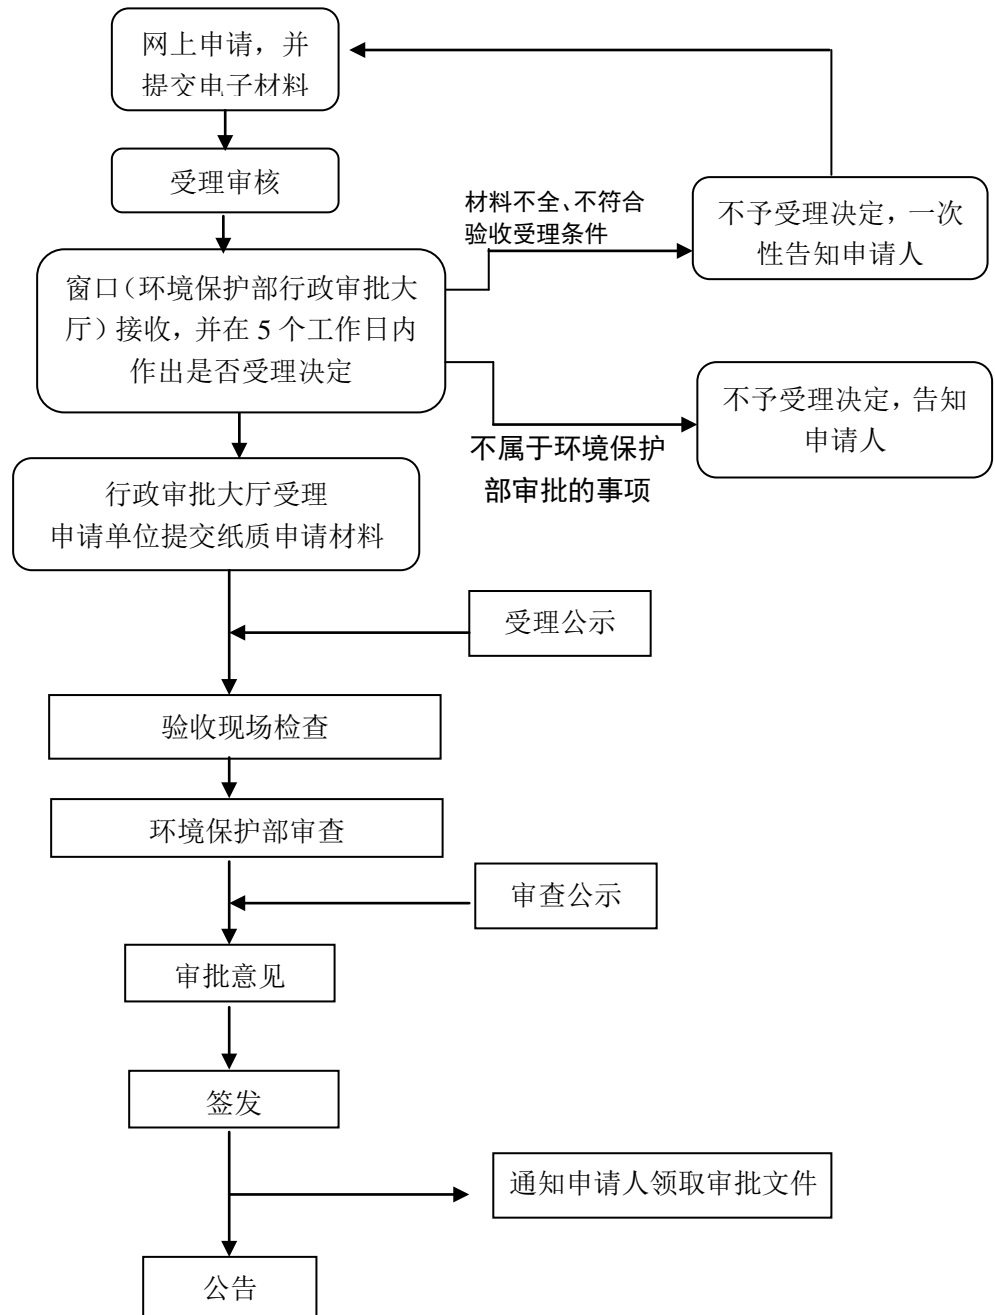 网上申请，并
提交电子材料
受理审核
材料不全、不符合
验收受理条件
不予受理决定，一次
性告知申请人
窗口（环境保护部行政审批大
厅）接收，并在 5 个工作日内
作出是否受理决定
不予受理决定，告知
申请人
不属于环境保护
部审批的事项
行政审批大厅受理
申请单位提交纸质申请材料
受理公示
验收现场检查
环境保护部审查
审查公示
审批意见
签发
通知申请人领取审批文件
公告